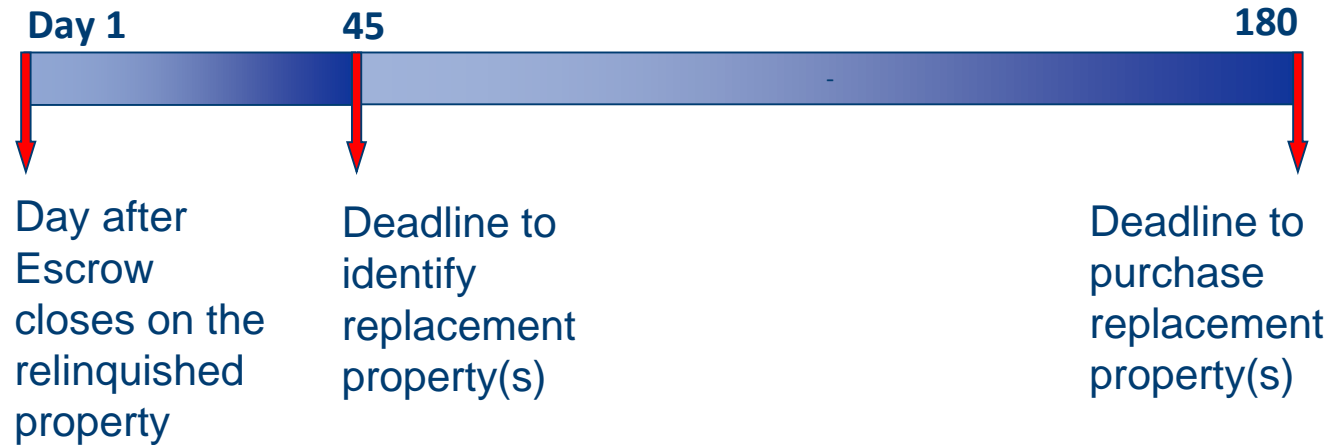 Day 1
45
180
-
Day after
Escrow
closes on the
relinquished
property
Deadline to
identify
replacement
property(s)
Deadline to
purchase
replacement
property(s)